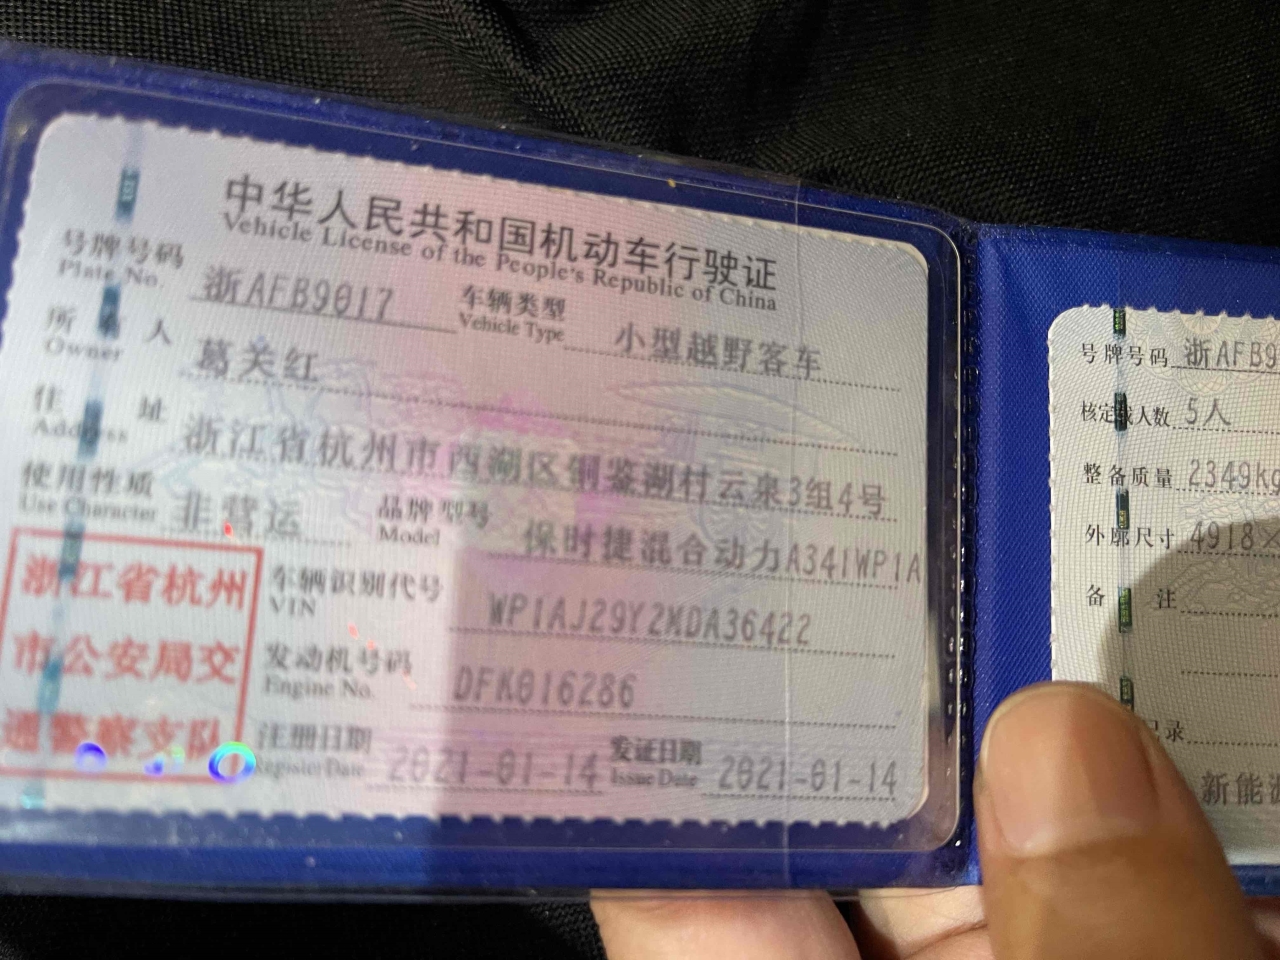 中华人民共和国机动车行驶证
Vehicle License of the People's Republic of China
号牌号码 浙AFB9017 车辆类型 小型越野客车
Plate No. Vehicle Type
所有人 葛关红
Owner
住址 浙江省杭州市西湖区铜鉴湖村云泉3组4号
Address
使用性质 非营运 品牌型号 保时捷混合动力A341WP1A
Use Character Model
浙江省杭州
市公安局交
通警察支队
车辆识别代号 WP1AJ29Y2MDA36422
VIN
发动机号码 DFK016286
Engine No.
注册日期 2021-01-14 发证日期 2021-01-14
Register Date Issue Date
号牌号码 浙AFB9
核定载人数 5人
整备质量 2349kg
外廓尺寸 4918×
备注
记录
新能源